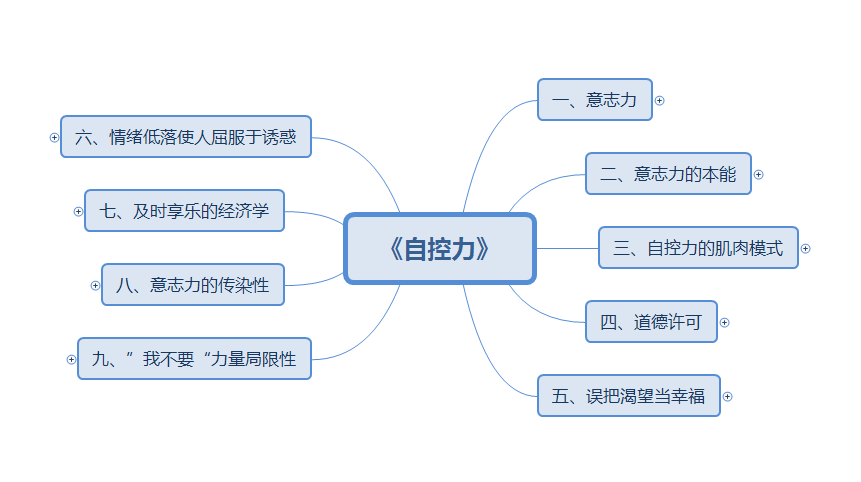 《自控力》
一、意志力
二、意志力的本能
三、自控力的肌肉模式
四、道德许可
五、误把渴望当幸福
六、情绪低落使人屈服于诱惑
七、及时享乐的经济学
八、意志力的传染性
九、”我不要“力量局限性